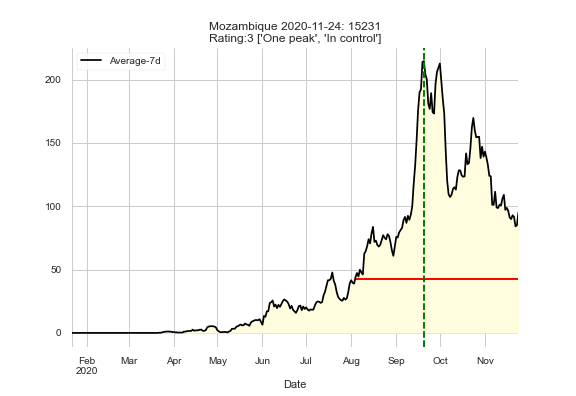 Mozambique 2020-11-24: 15231
Rating:3 ['One peak', 'In control']
Average-7d
200
150
100
50
0
Feb Mar Apr May Jun Jul Aug Sep Oct Nov
2020
Date